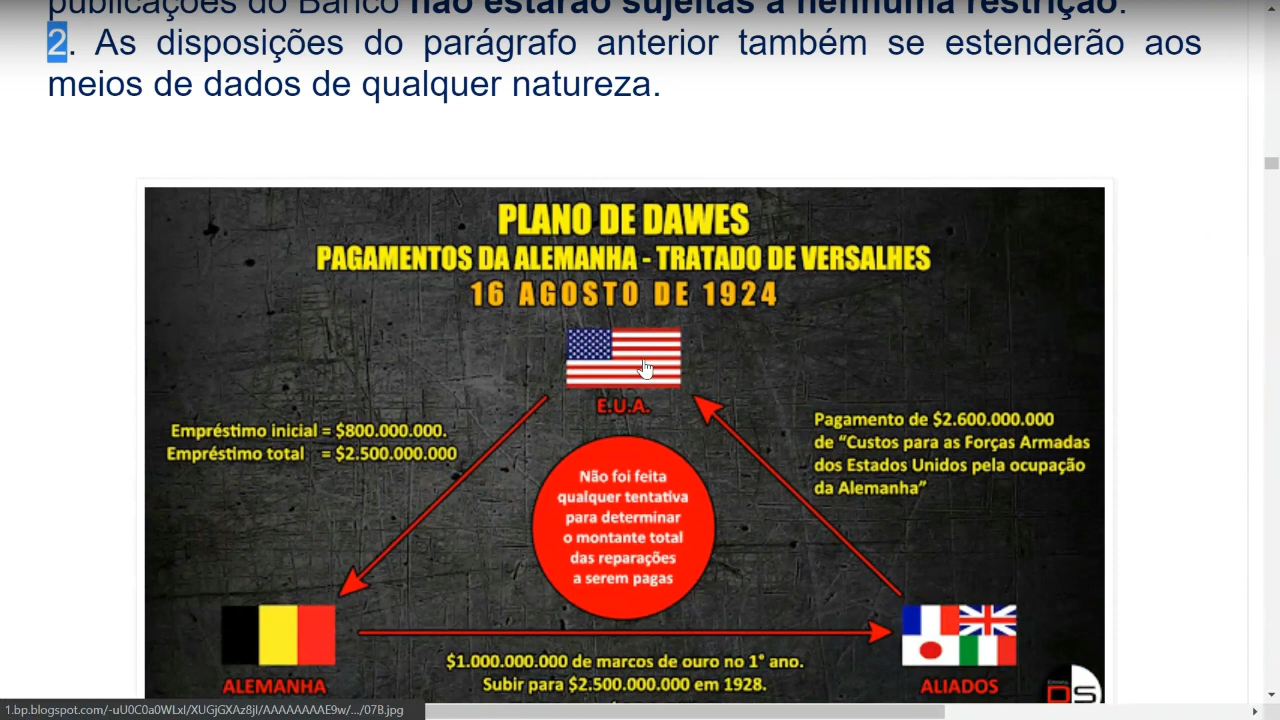 publicações do Banco não estarão sujeitas a nenhuma restrição.
2. As disposições do parágrafo anterior também se estenderão aos
meios de dados de qualquer natureza.
PLANO DE DAWES
PAGAMENTOS DA ALEMANHA - TRATADO DE VERSALHES
16 AGOSTO DE 1924
E.U.A.
Empréstimo inicial = $800.000.000.
Empréstimo total = $2.500.000.000
Pagamento de $2.600.000.000
de “Custos para as Forças Armadas
dos Estados Unidos pela ocupação
da Alemanha”
Não foi feita
qualquer tentativa
para determinar
o montante total
das reparações
a serem pagas
$1.000.000.000 de marcos de ouro no 1° ano.
Subir para $2.500.000.000 em 1928.
ALEMANHA
ALIADOS
DS
1.bp.blogspot.com/-uU0C0a0WLxI/XUGjGXAz8jI/AAAAAAAAE9w/.../07B.jpg